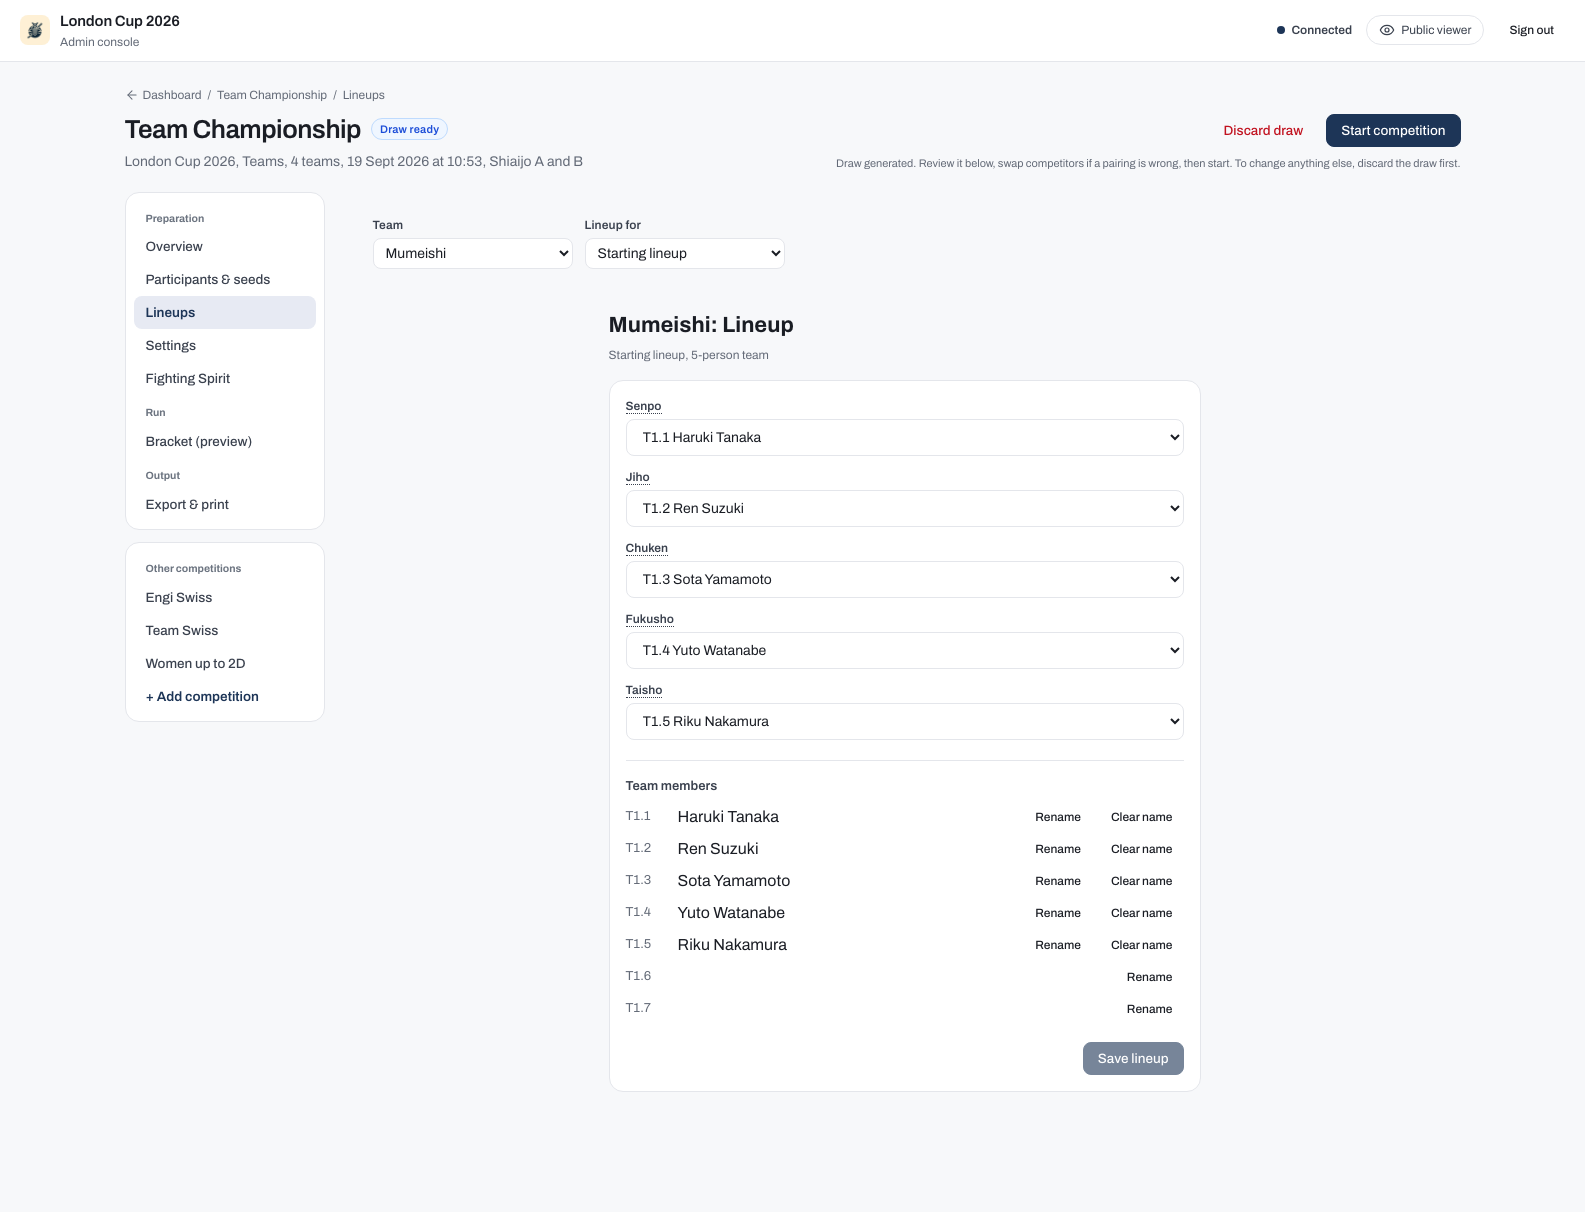 London Cup 2026
Admin console
Connected
Public viewer
Sign out
Dashboard / Team Championship / Lineups
Team Championship
Draw ready
Discard draw
Start competition
London Cup 2026, Teams, 4 teams, 19 Sept 2026 at 10:53, Shiaijo A and B
Draw generated. Review it below, swap competitors if a pairing is wrong, then start. To change anything else, discard the draw first.
Preparation
Overview
Participants & seeds
Lineups
Settings
Fighting Spirit
Run
Bracket (preview)
Output
Export & print
Other competitions
Engi Swiss
Team Swiss
Women up to 2D
+ Add competition
Team
Mumeishi
Lineup for
Starting lineup
Mumeishi: Lineup
Starting lineup, 5-person team
Senpo
T1.1 Haruki Tanaka
Jiho
T1.2 Ren Suzuki
Chuken
T1.3 Sota Yamamoto
Fukusho
T1.4 Yuto Watanabe
Taisho
T1.5 Riku Nakamura
Team members
T1.1 Haruki Tanaka Rename Clear name
T1.2 Ren Suzuki Rename Clear name
T1.3 Sota Yamamoto Rename Clear name
T1.4 Yuto Watanabe Rename Clear name
T1.5 Riku Nakamura Rename Clear name
T1.6 Rename
T1.7 Rename
Save lineup